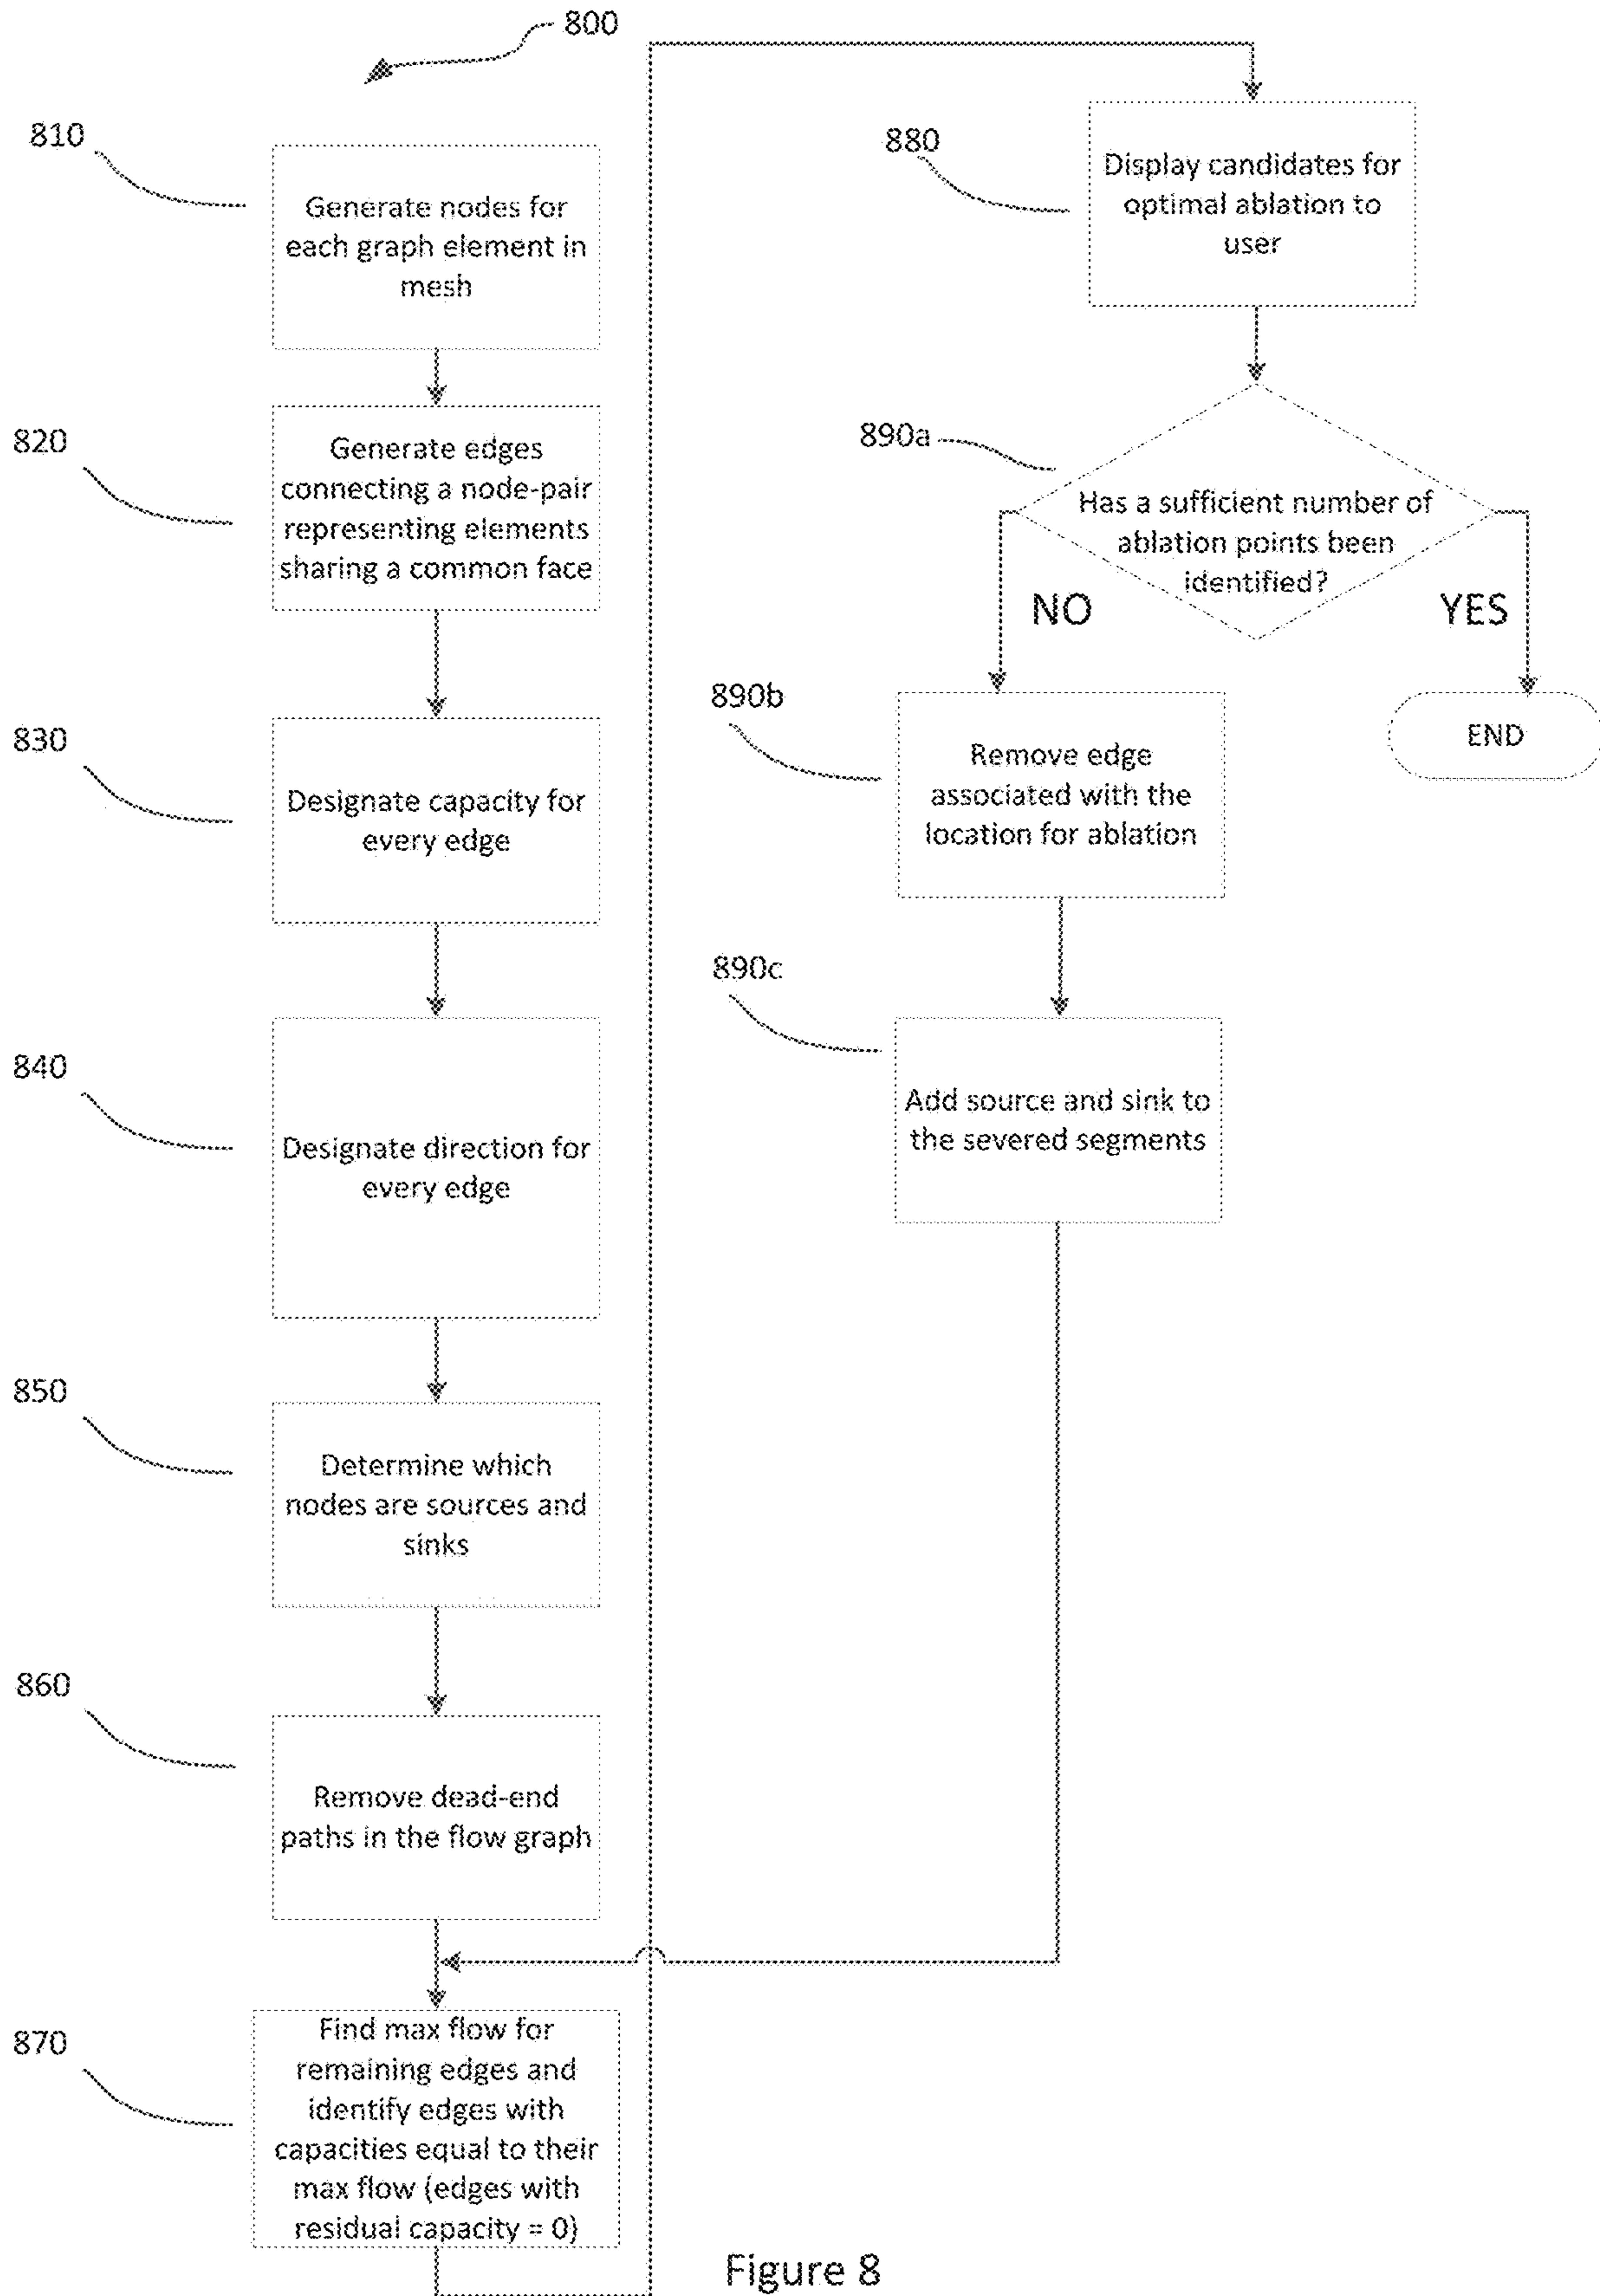 800
810
Generate nodes for
each graph element in
mesh
820
Generate edges
connecting a node-pair
representing elements
sharing a common face
830
Designate capacity for
every edge
840
Designate direction for
every edge
850
Determine which
nodes are sources and
sinks
860
Remove dead-end
paths in the flow graph
870
Find max flow for
remaining edges and
identify edges with
capacities equal to their
max flow (edges with
residual capacity = 0)
880
Display candidates for
optimal ablation to
user
890a
Has a sufficient number of
ablation points been
identified?
NO
YES
890b
Remove edge
associated with the
location for ablation
END
890c
Add source and sink to
the severed segments
Figure 8